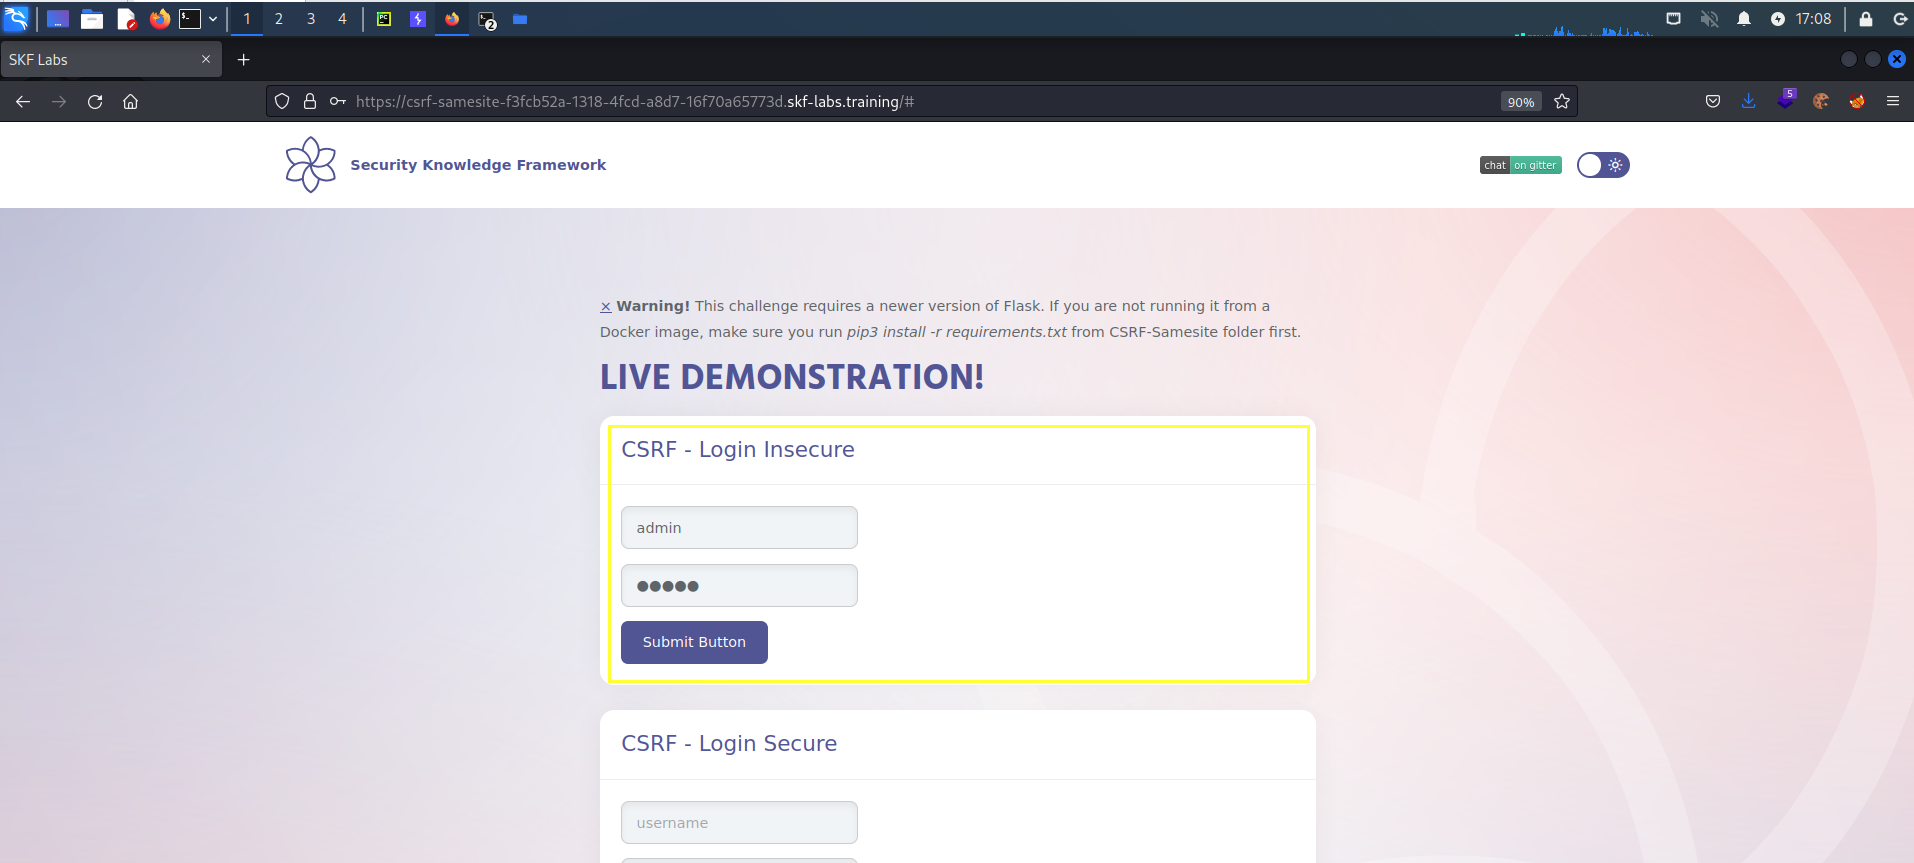 1 2 3 4 2 17:08
SKF Labs
https://csrf-samesite-f3fcb52a-1318-4fcd-a8d7-16f70a65773d.skf-labs.training/# 90% 5
Security Knowledge Framework chat on gitter
× Warning! This challenge requires a newer version of Flask. If you are not running it from a
Docker image, make sure you run pip3 install -r requirements.txt from CSRF-Samesite folder first.
LIVE DEMONSTRATION!
CSRF - Login Insecure
admin
●●●●●
Submit Button
CSRF - Login Secure
username